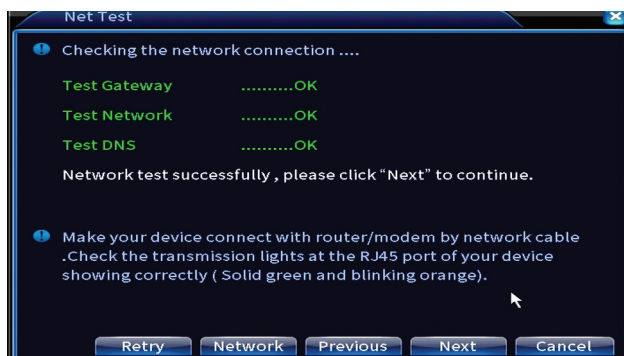 Net Test
Checking the network connection ....
Test Gateway ..........OK
Test Network ..........OK
Test DNS ..........OK
Network test successfully , please click “Next” to continue.
Make your device connect with router/modem by network cable
.Check the transmission lights at the RJ45 port of your device
showing correctly ( Solid green and blinking orange).
Retry Network Previous Next Cancel